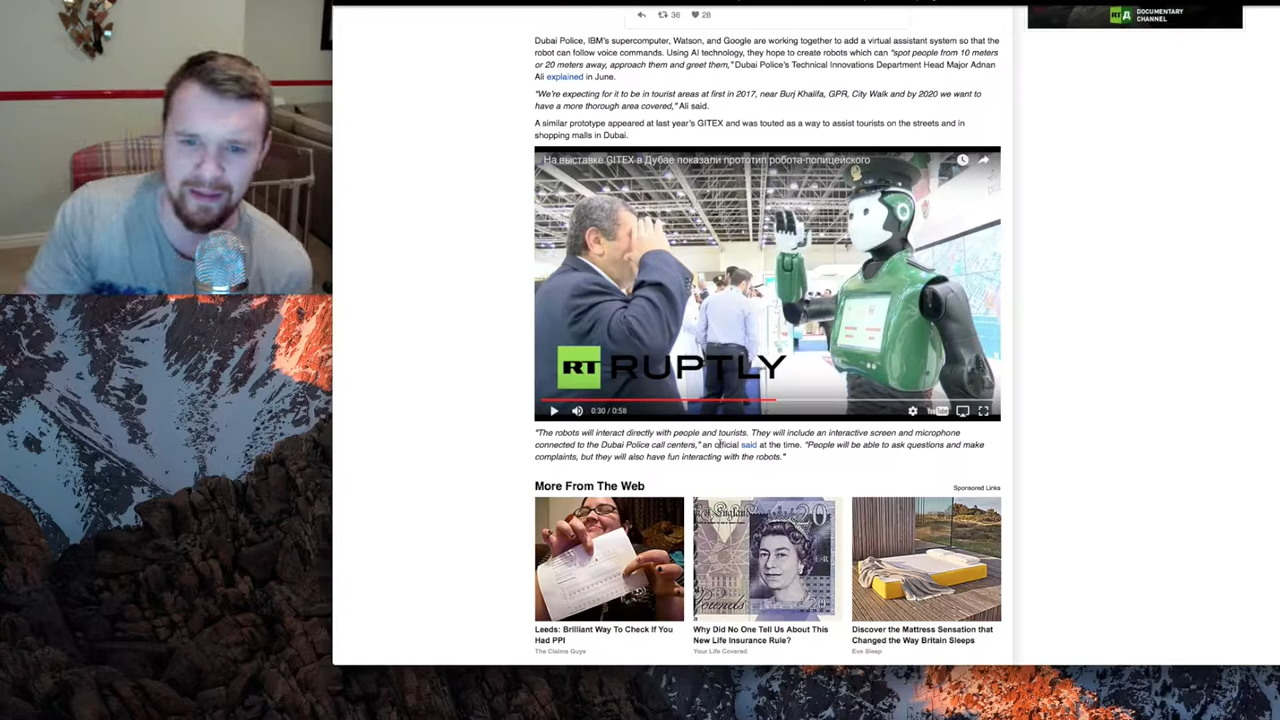 DOCUMENTARY
CHANNEL
36 28
Dubai Police, IBM's supercomputer, Watson, and Google are working together to add a virtual assistant system so that the
robot can follow voice commands. Using AI technology, they hope to create robots which can "spot people from 10 meters
or 20 meters away, approach them and greet them," Dubai Police's Technical Innovations Department Head Major Adnan
Ali explained in June.
"We're expecting for it to be in tourist areas at first in 2017, near Burj Khalifa, GPR, City Walk and by 2020 we want to
have a more thorough area covered," Ali said.
A similar prototype appeared at last year's GITEX and was touted as a way to assist tourists on the streets and in
shopping malls in Dubai.
На выставке GITEX в Дубае показали прототип робота-полицейского
RT RUPTLY
0:30 / 0:58
YouTube
"The robots will interact directly with people and tourists. They will include an interactive screen and microphone
connected to the Dubai Police call centers," an official said at the time. "People will be able to ask questions and make
complaints, but they will also have fun interacting with the robots."
More From The Web
Sponsored Links
20
Leeds: Brilliant Way To Check If You
Had PPI
The Claims Guys
Why Did No One Tell Us About This
New Life Insurance Rule?
Your Life Covered
Discover the Mattress Sensation that
Changed the Way Britain Sleeps
Eve Sleep